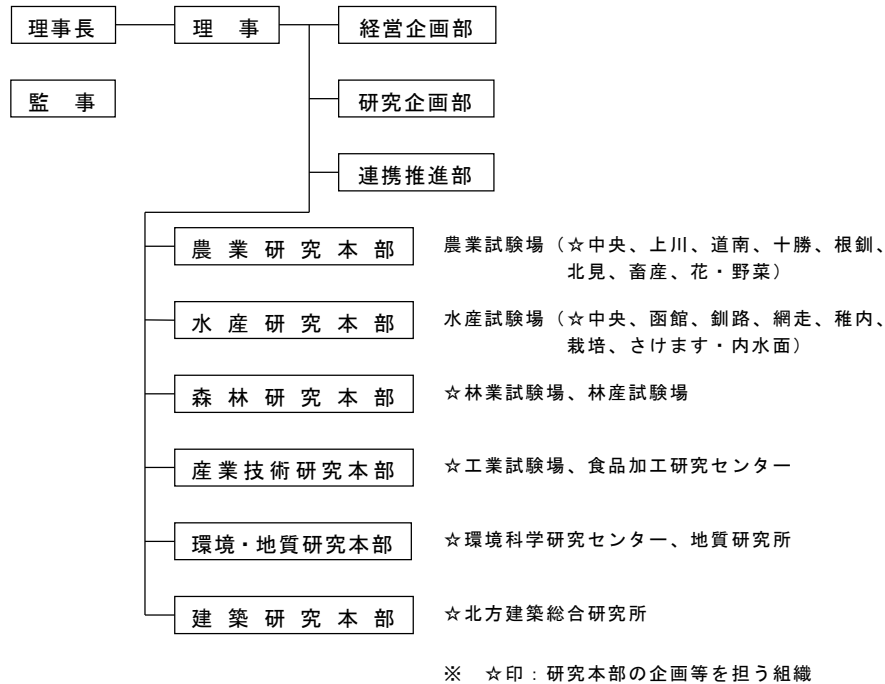 理事長 理 事 経営企画部
監 事 研究企画部
連携推進部
農業研究本部 農業試験場（☆中央、上川、道南、十勝、根釧、
北見、畜産、花・野菜）
水産研究本部 水産試験場（☆中央、函館、釧路、網走、稚内、
栽培、さけます・内水面）
森林研究本部 ☆林業試験場、林産試験場
産業技術研究本部 ☆工業試験場、食品加工研究センター
環境・地質研究本部 ☆環境科学研究センター、地質研究所
建築研究本部 ☆北方建築総合研究所
※ ☆印：研究本部の企画等を担う組織